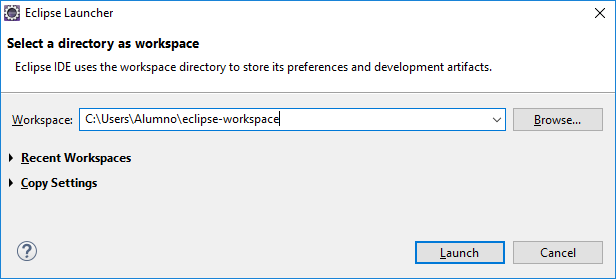 Eclipse Launcher
Select a directory as workspace
Eclipse IDE uses the workspace directory to store its preferences and development artifacts.
Workspace: C:\Users\Alumno\eclipse-workspace Browse...
Recent Workspaces
Copy Settings
? Launch Cancel